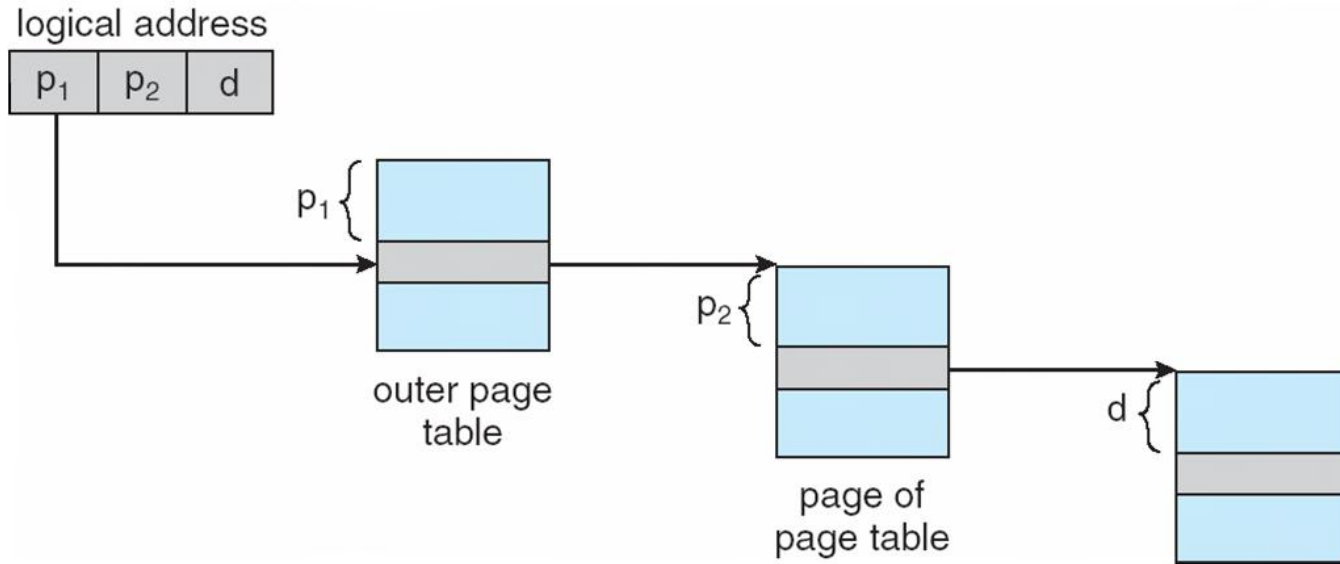 logical address
p₁ p₂ d
p₁
outer page
table
p₂
page of
page table
d